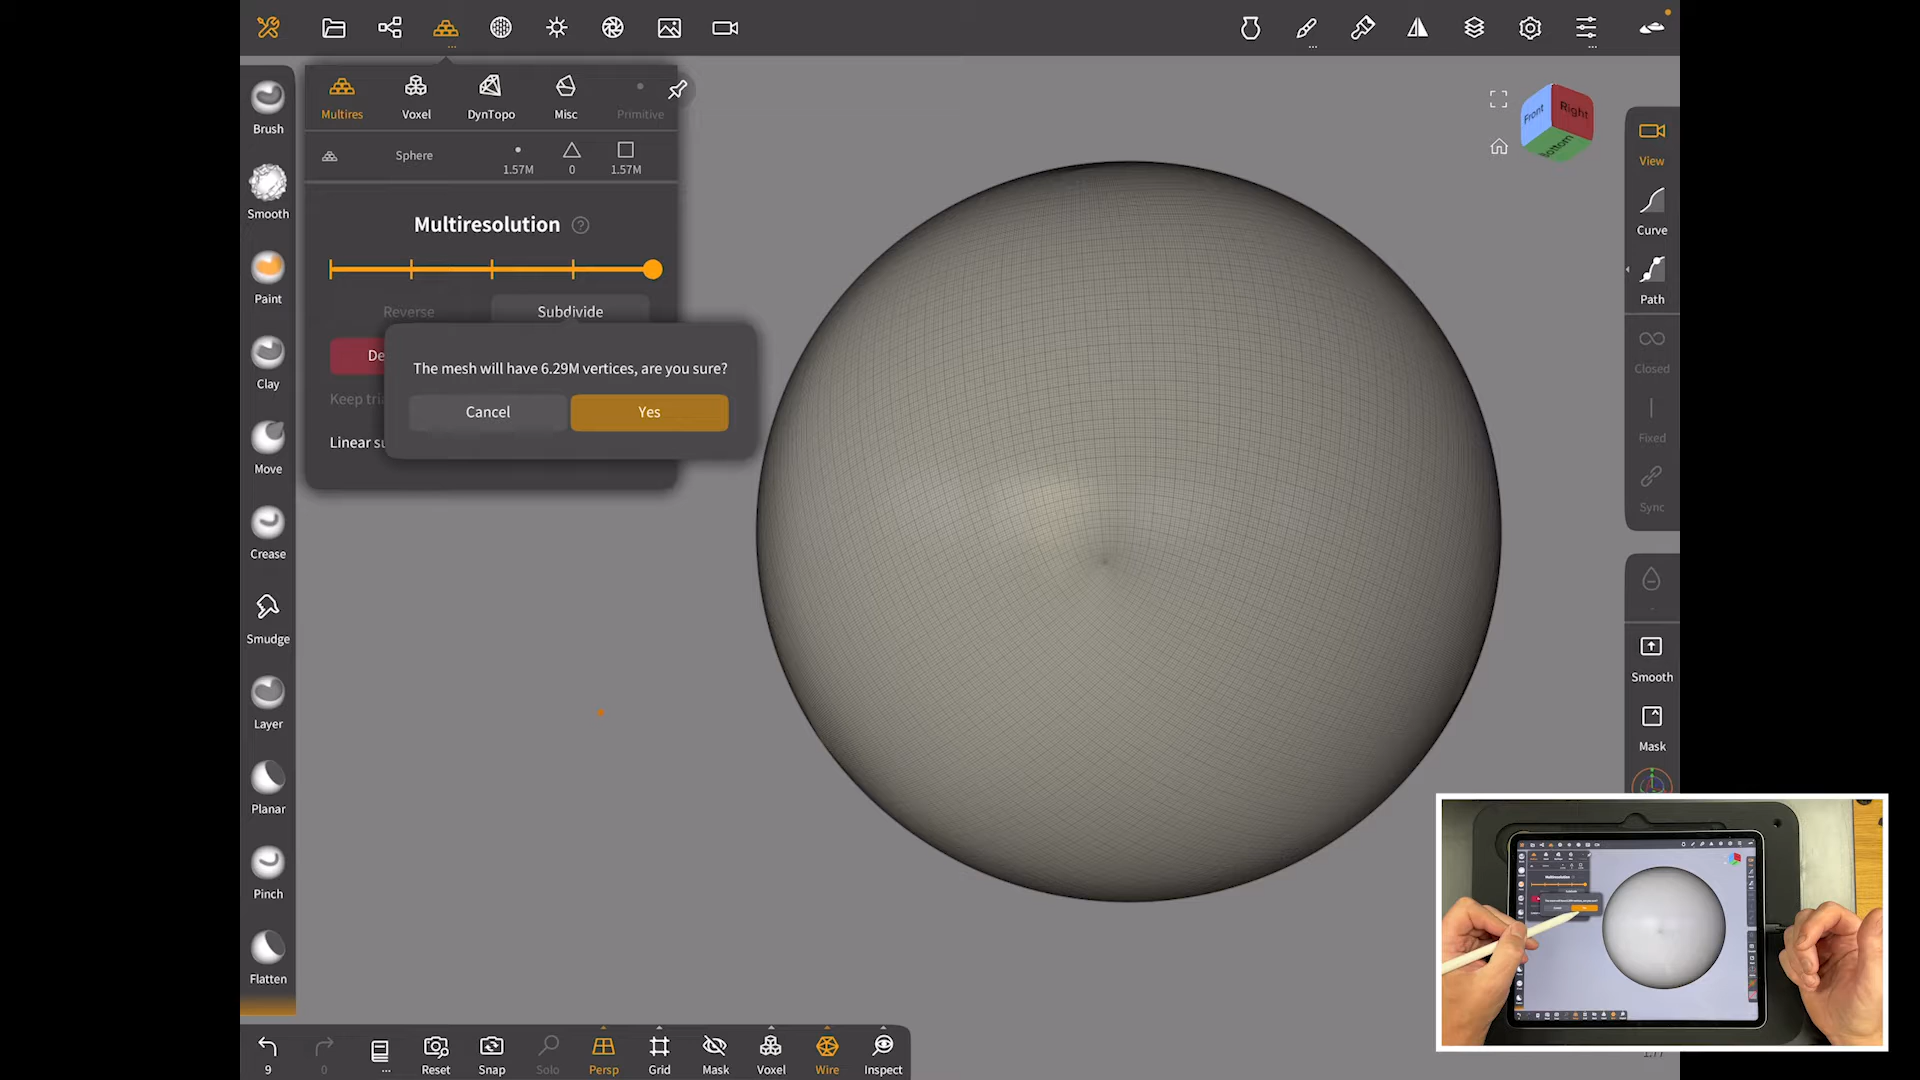 Multires
Voxel
DynTopo
Misc
Primitive
Sphere
1.57M
0
1.57M
Multiresolution
Reverse
Subdivide
De
Keep tri
Linear su
The mesh will have 6.29M vertices, are you sure?
Cancel
Yes
Brush
Smooth
Paint
Clay
Move
Crease
Smudge
Layer
Planar
Pinch
Flatten
Front
Right
Bottom
View
Curve
Path
Closed
Fixed
Sync
Smooth
Mask
9
0
...
Reset
Snap
Solo
Persp
Grid
Mask
Voxel
Wire
Inspect